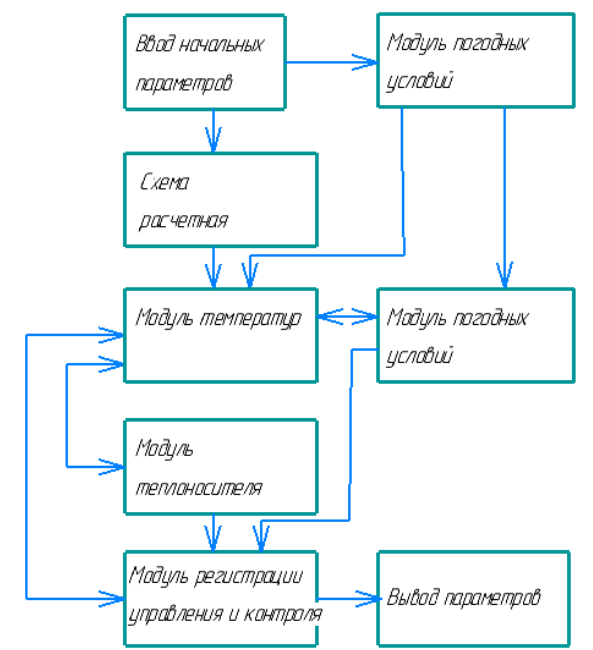 Ввод начальных
параметров
Модуль погодных
условий
Схема
расчетная
Модуль температур
Модуль погодных
условий
Модуль
теплоносителя
Модуль регистрации
управления и контроля
Вывод параметров